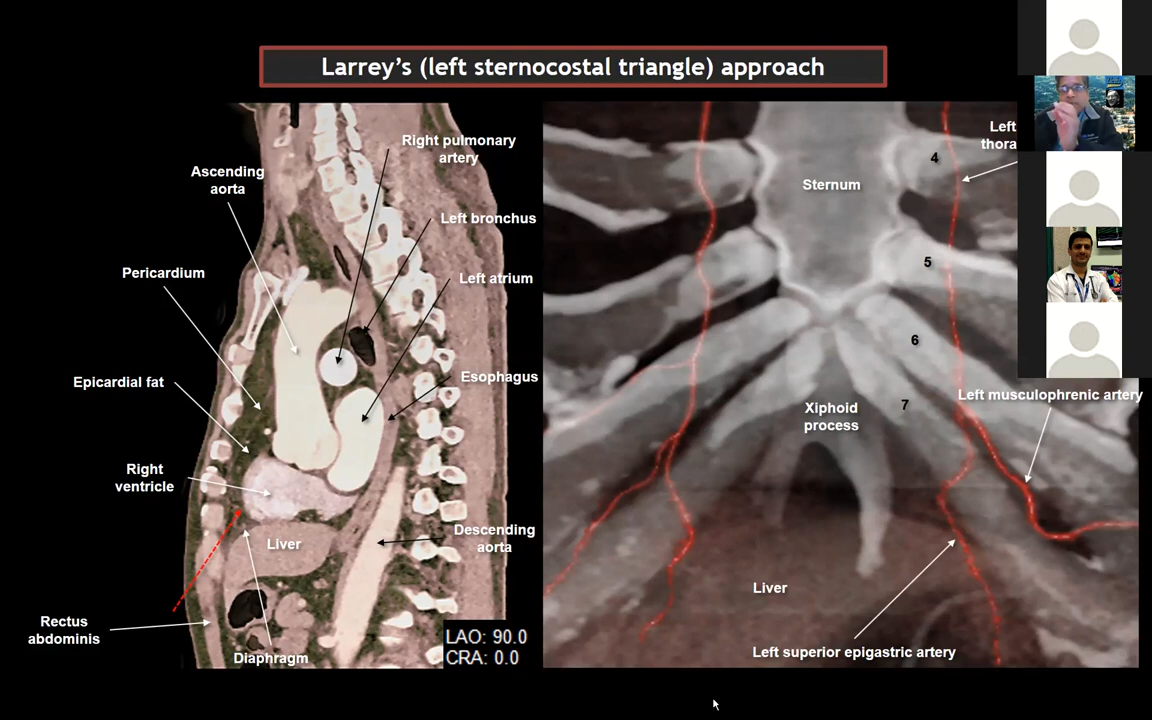 Larrey's (left sternocostal triangle) approach
Right pulmonary
artery
Ascending
aorta
Left bronchus
Pericardium
Left atrium
Epicardial fat
Esophagus
Right
ventricle
Liver
Descending
aorta
Rectus
abdominis
Diaphragm
LAO: 90.0
CRA: 0.0
Left
thora
4
Sternum
5
6
7
Left musculophrenic artery
Xiphoid
process
Liver
Left superior epigastric artery